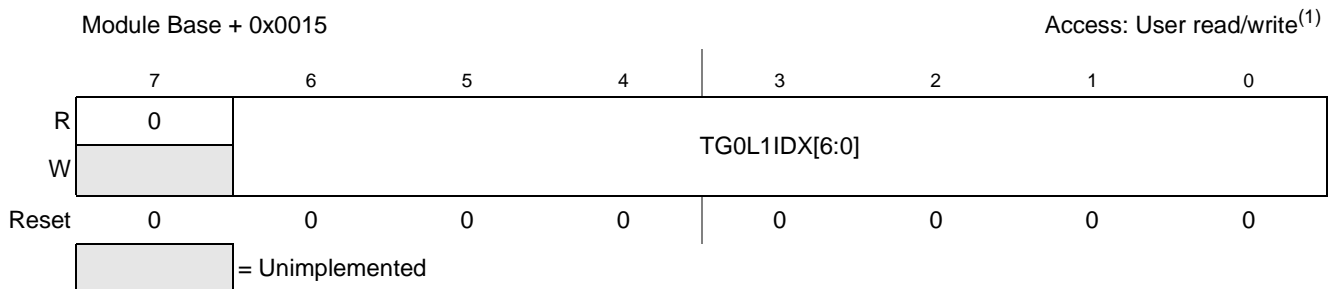 Module Base + 0x0015 Access: User read/write(1)
7 6 5 4 3 2 1 0
R 0 TG0L1IDX[6:0]
W
Reset 0 0 0 0 0 0 0 0
= Unimplemented